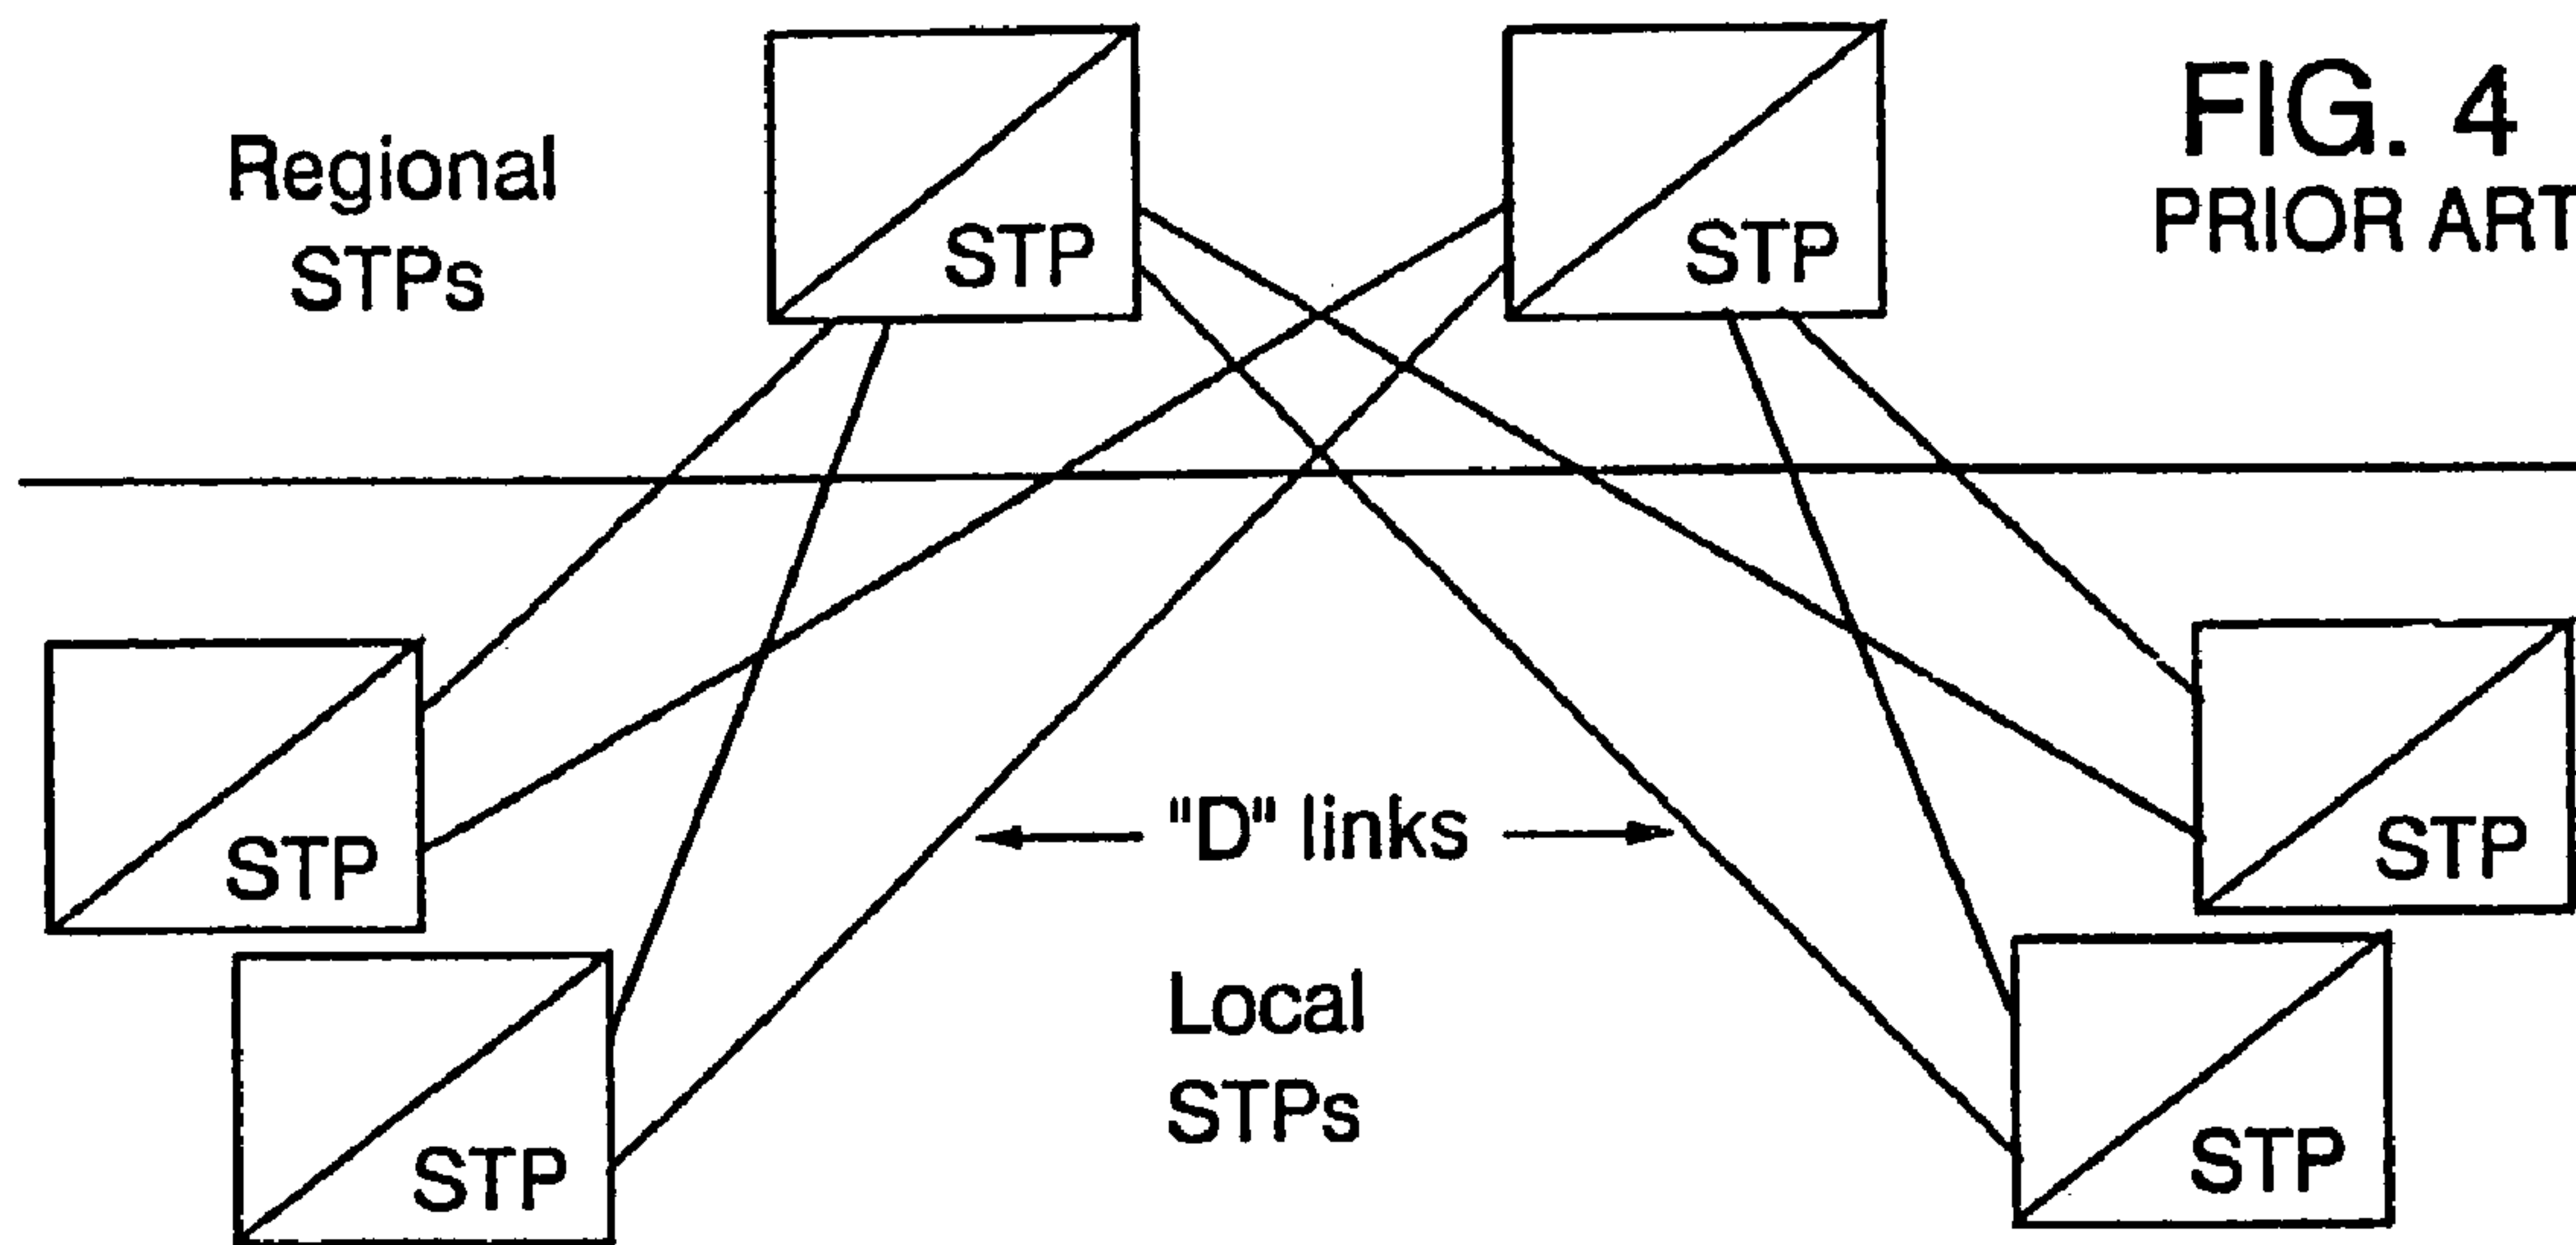 Regional
STPs
STP
STP
FIG. 4
PRIOR ART
STP
STP
"D" links
Local
STPs
STP
STP